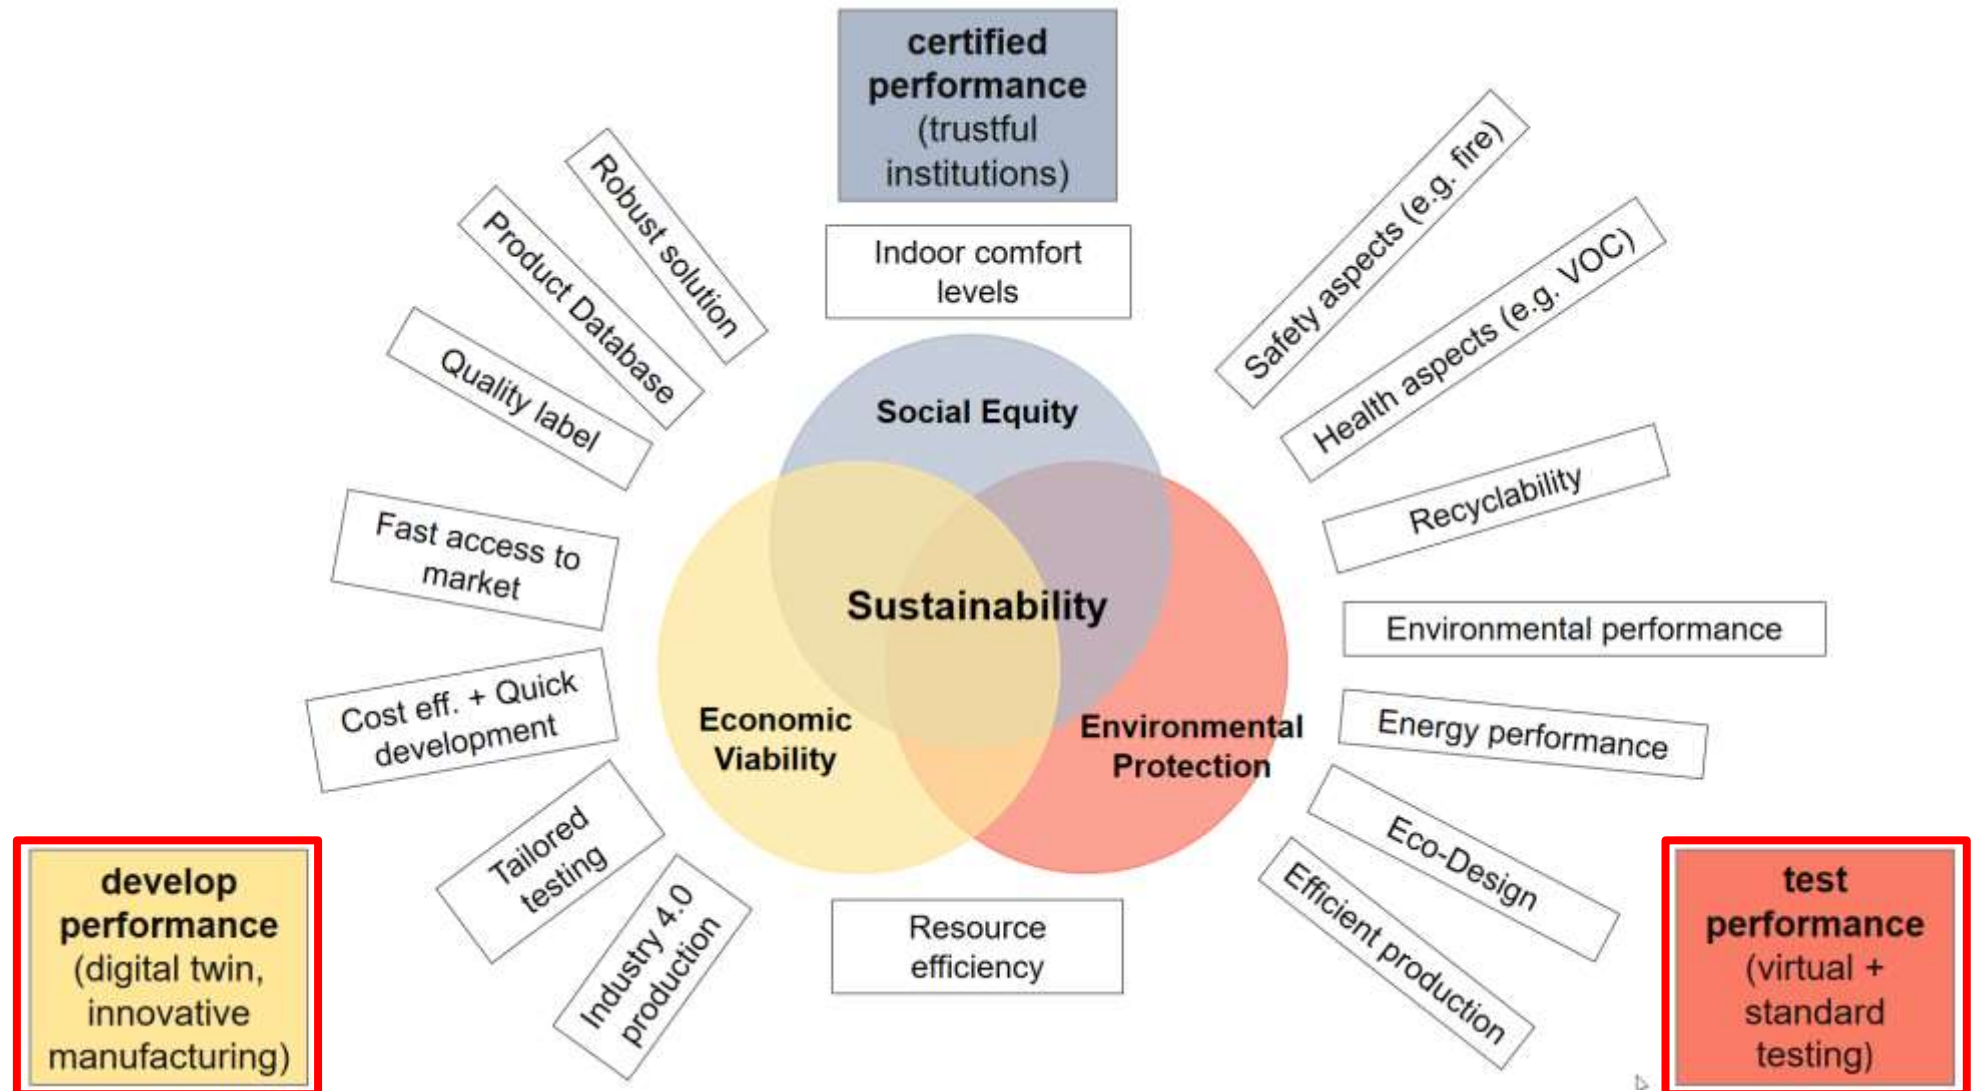 certified
performance
(trustful
institutions)
Indoor comfort
levels
Robust solution
Product Database
Quality label
Fast access to
market
Cost eff. + Quick
development
Tailored
testing
Industry 4.0
production
Resource
efficiency
Safety aspects (e.g. fire)
Health aspects (e.g. VOC)
Recyclability
Environmental performance
Energy performance
Eco-Design
Efficient production
Social Equity
Sustainability
Economic
Viability
Environmental
Protection
develop
performance
(digital twin,
innovative
manufacturing)
test
performance
(virtual +
standard
testing)